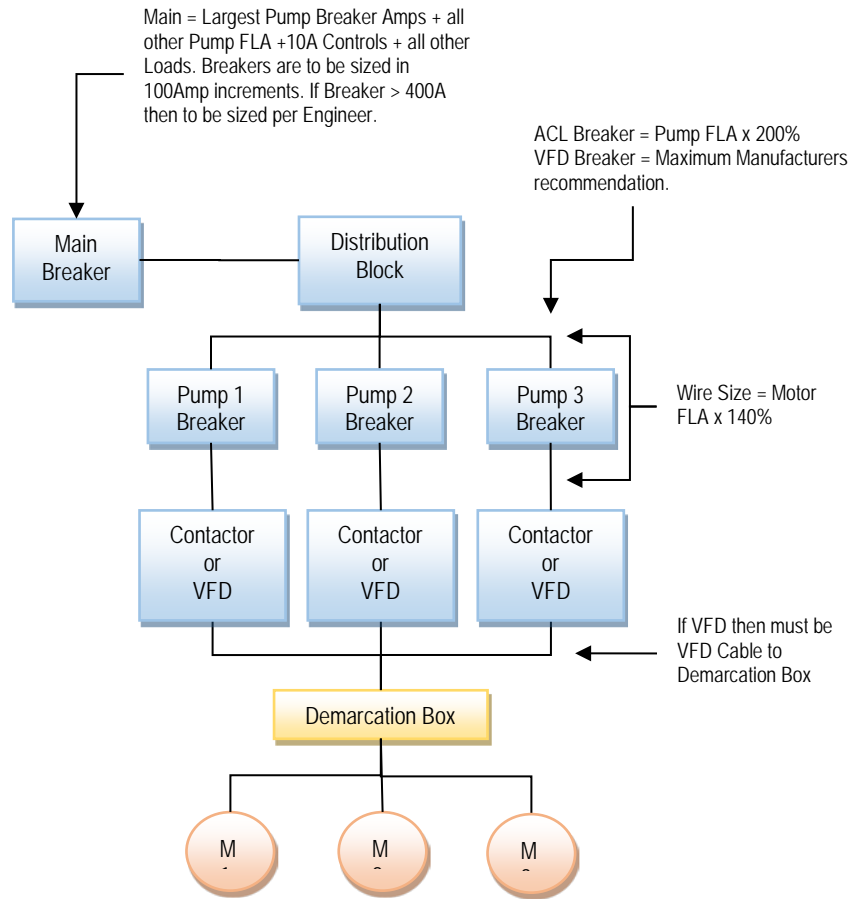 Main = Largest Pump Breaker Amps + all
other Pump FLA +10A Controls + all other
Loads. Breakers are to be sized in
100Amp increments. If Breaker > 400A
then to be sized per Engineer.
ACL Breaker = Pump FLA x 200%
VFD Breaker = Maximum Manufacturers
recommendation.
Main
Breaker
Distribution
Block
Pump 1
Breaker
Pump 2
Breaker
Pump 3
Breaker
Wire Size = Motor
FLA x 140%
Contactor
or
VFD
Contactor
or
VFD
Contactor
or
VFD
If VFD then must be
VFD Cable to
Demarcation Box
Demarcation Box
M
M
M